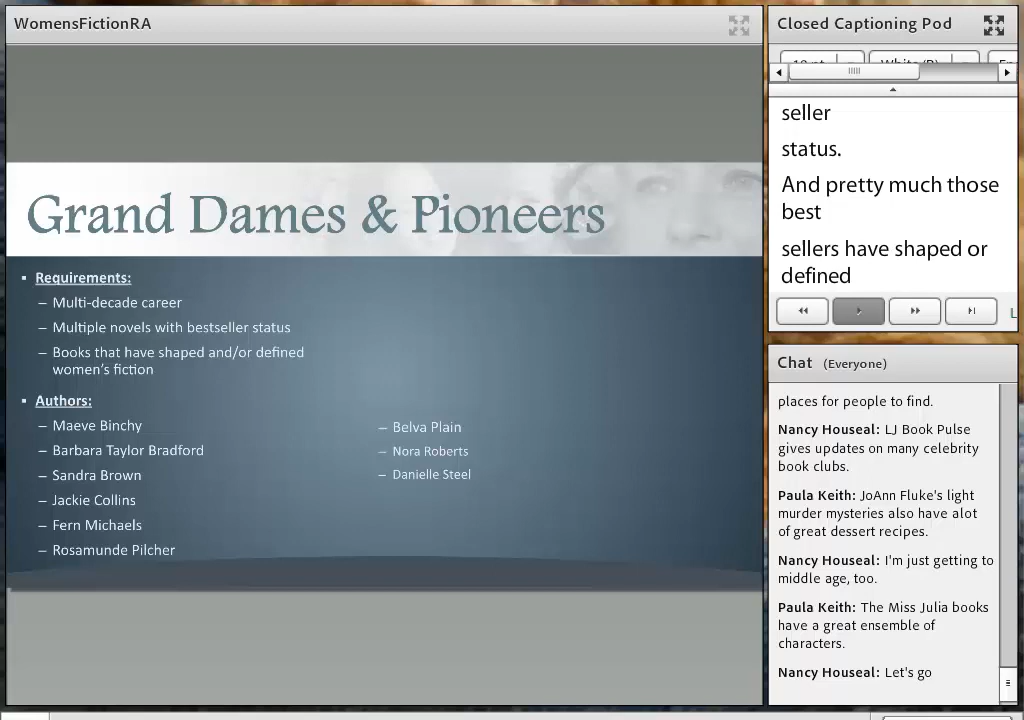 WomensFictionRA
Grand Dames & Pioneers
▪ Requirements:
– Multi-decade career
– Multiple novels with bestseller status
– Books that have shaped and/or defined
women's fiction
▪ Authors:
– Maeve Binchy
– Barbara Taylor Bradford
– Sandra Brown
– Jackie Collins
– Fern Michaels
– Rosamunde Pilcher
– Belva Plain
– Nora Roberts
– Danielle Steel
Closed Captioning Pod
seller
status.
And pretty much those
best
sellers have shaped or
defined
Chat (Everyone)
places for people to find.
Nancy Houseal: LJ Book Pulse
gives updates on many celebrity
book clubs.
Paula Keith: JoAnn Fluke's light
murder mysteries also have alot
of great dessert recipes.
Nancy Houseal: I'm just getting to
middle age, too.
Paula Keith: The Miss Julia books
have a great ensemble of
characters.
Nancy Houseal: Let's go